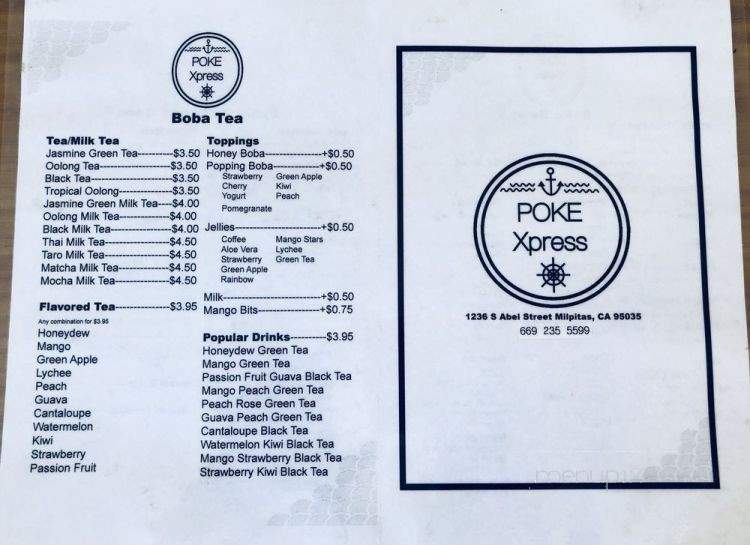 POKE
Xpress
Boba Tea
Tea/Milk Tea
Jasmine Green Tea----------$3.50
Oolong Tea--------------------$3.50
Black Tea-----------------------$3.50
Tropical Oolong----------------$3.50
Jasmine Green Milk Tea----$4.00
Oolong Milk Tea---------------$4.00
Black Milk Tea-----------------$4.00
Thai Milk Tea-------------------$4.50
Taro Milk Tea-------------------$4.50
Matcha Milk Tea---------------$4.50
Mocha Milk Tea----------------$4.50
Flavored Tea---------------$3.95
Any combination for $3.95
Honeydew
Mango
Green Apple
Lychee
Peach
Guava
Cantaloupe
Watermelon
Kiwi
Strawberry
Passion Fruit
Toppings
Honey Boba-----------------+$0.50
Popping Boba--------------+$0.50
Strawberry Green Apple
Cherry Kiwi
Yogurt Peach
Pomegranate
Jellies--------------------------+$0.50
Coffee Mango Stars
Aloe Vera Lychee
Strawberry Green Tea
Green Apple
Rainbow
Milk-----------------------------+$0.50
Mango Bits-------------------+$0.75
Popular Drinks----------$3.95
Honeydew Green Tea
Mango Green Tea
Passion Fruit Guava Black Tea
Mango Peach Green Tea
Peach Rose Green Tea
Guava Peach Green Tea
Cantaloupe Black Tea
Watermelon Kiwi Black Tea
Mango Strawberry Black Tea
Strawberry Kiwi Black Tea
POKE
Xpress
1236 S Abel Street Milpitas, CA 95035
669 235 5599
menupix